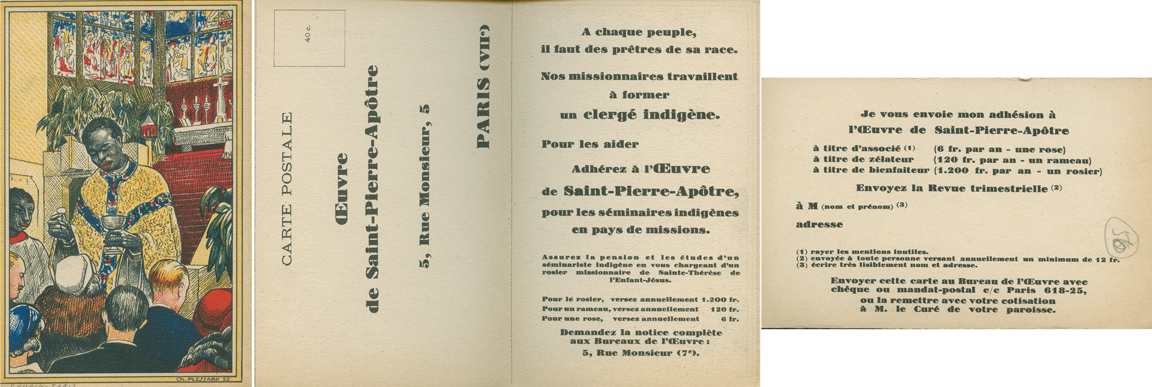 CH. PLESSARD 32
40 c.
CARTE POSTALE
Œuvre
de Saint-Pierre-Apôtre
5, Rue Monsieur, 5
PARIS (VIIe)
A chaque peuple,
il faut des prêtres de sa race.
Nos missionnaires travaillent
à former
un clergé indigène.
Pour les aider
Adhérez à l'Œuvre
de Saint-Pierre-Apôtre,
pour les séminaires indigènes
en pays de missions.
Assurez la pension et les études d'un
séminariste indigène en vous chargeant d'un
rosier missionnaire de Sainte-Thérèse de
l'Enfant-Jésus.
Pour le rosier, versez annuellement 1.200 fr.
Pour un rameau, versez annuellement 120 fr.
Pour une rose, versez annuellement 6 fr.
Demandez la notice complète
aux Bureaux de l'Œuvre :
5, Rue Monsieur (7e).
Je vous envoie mon adhésion à
l'Œuvre de Saint-Pierre-Apôtre
à titre d'associé (1) (6 fr. par an - une rose)
à titre de zélateur (120 fr. par an - un rameau)
à titre de bienfaiteur (1.200 fr. par an - un rosier)
Envoyez la Revue trimestrielle (2)
à M (nom et prénom) (3)
adresse
(1) rayer les mentions inutiles.
(2) envoyée à toute personne versant annuellement un minimum de 12 fr.
(3) écrire très lisiblement nom et adresse.
Envoyer cette carte au Bureau de l'Œuvre avec
chèque ou mandat-postal c/c Paris 618-25,
ou la remettre avec votre cotisation
à M. le Curé de votre paroisse.